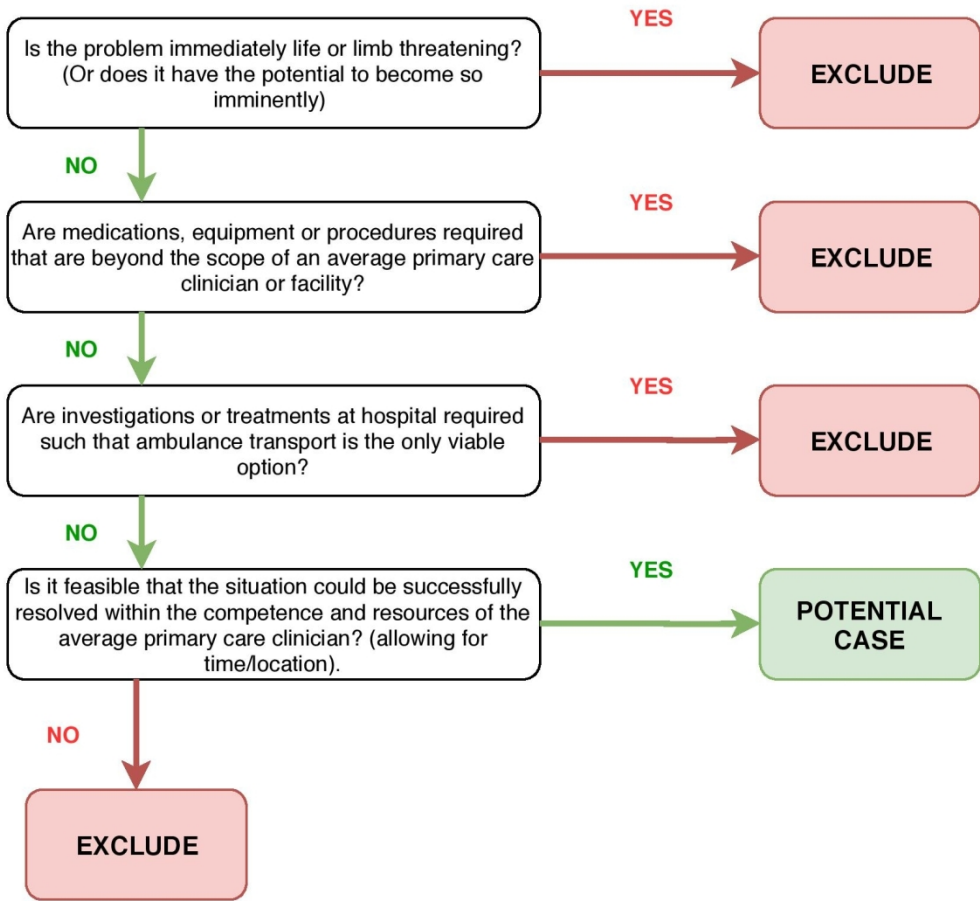 YES
Is the problem immediately life or limb threatening?
(Or does it have the potential to become so
imminently)
EXCLUDE
NO
YES
Are medications, equipment or procedures required
that are beyond the scope of an average primary care
clinician or facility?
EXCLUDE
NO
YES
Are investigations or treatments at hospital required
such that ambulance transport is the only viable
option?
EXCLUDE
NO
YES
Is it feasible that the situation could be successfully
resolved within the competence and resources of the
average primary care clinician? (allowing for
time/location).
POTENTIAL
CASE
NO
EXCLUDE